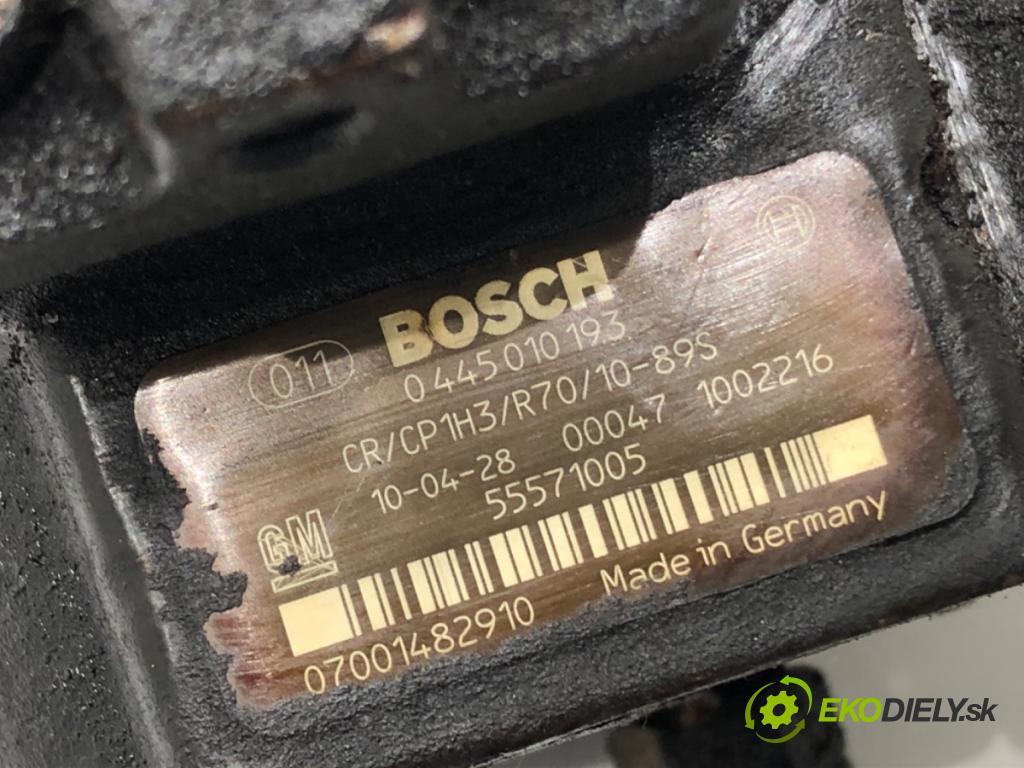 BOSCH
011
0 445 010 193
CR/CP1H3/R70/10-89S
10-04-28 00047 1002216
55571005
GM
Made in Germany
07001482910
EKODIELY.sk